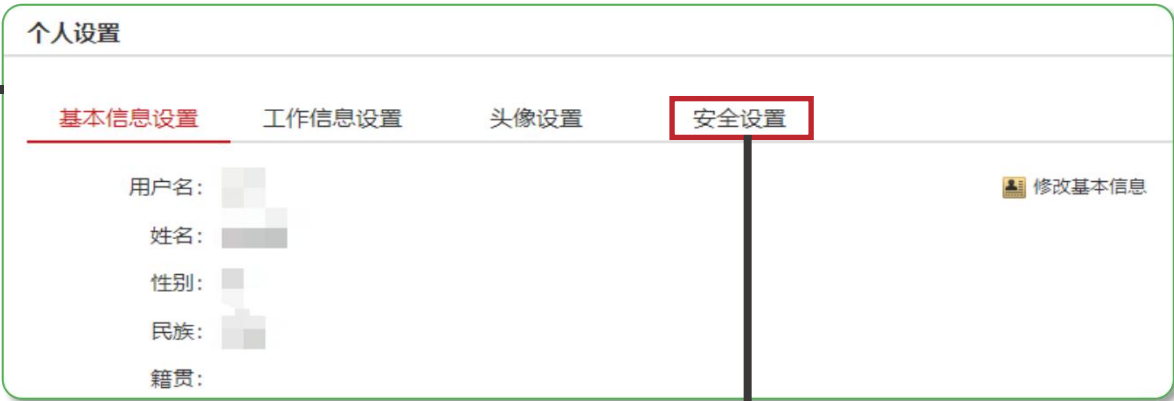 个人设置
基本信息设置 工作信息设置 头像设置 安全设置
用户名: 修改基本信息
姓名:
性别:
民族:
籍贯: